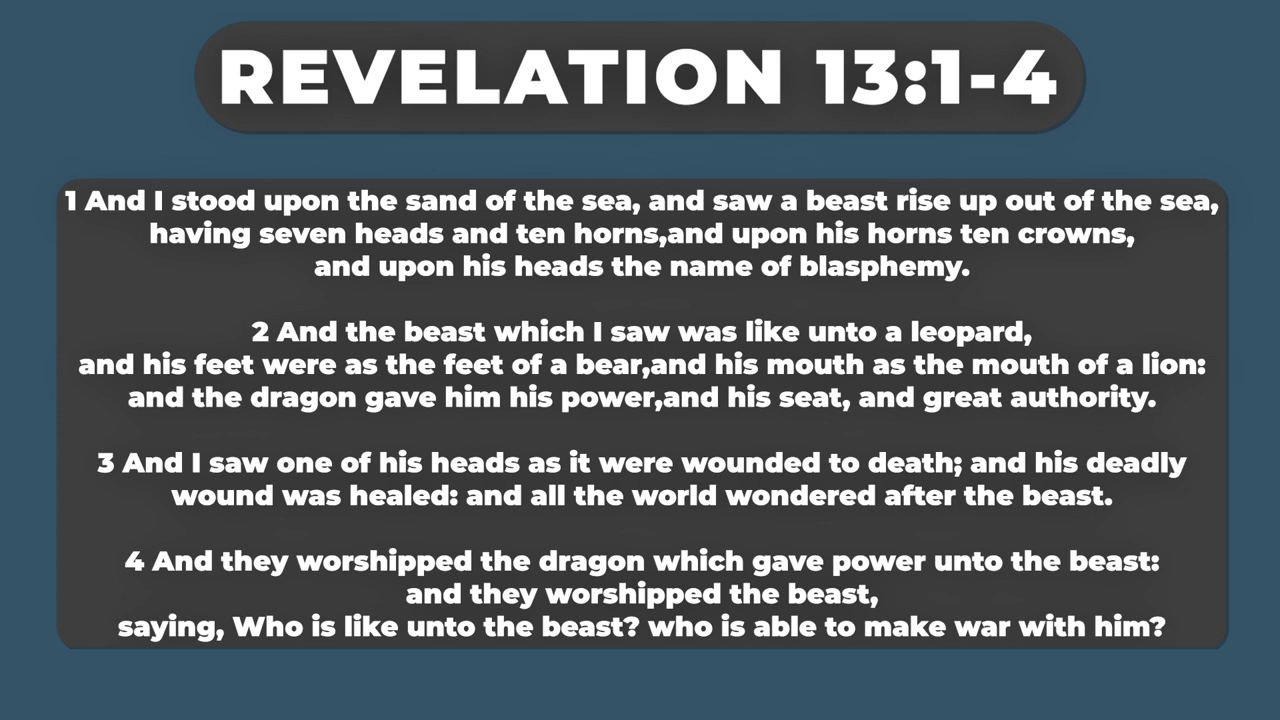 REVELATION 13:1-4
1 And I stood upon the sand of the sea, and saw a beast rise up out of the sea,
having seven heads and ten horns,and upon his horns ten crowns,
and upon his heads the name of blasphemy.
2 And the beast which I saw was like unto a leopard,
and his feet were as the feet of a bear,and his mouth as the mouth of a lion:
and the dragon gave him his power,and his seat, and great authority.
3 And I saw one of his heads as it were wounded to death; and his deadly
wound was healed: and all the world wondered after the beast.
4 And they worshipped the dragon which gave power unto the beast:
and they worshipped the beast,
saying, Who is like unto the beast? who is able to make war with him?